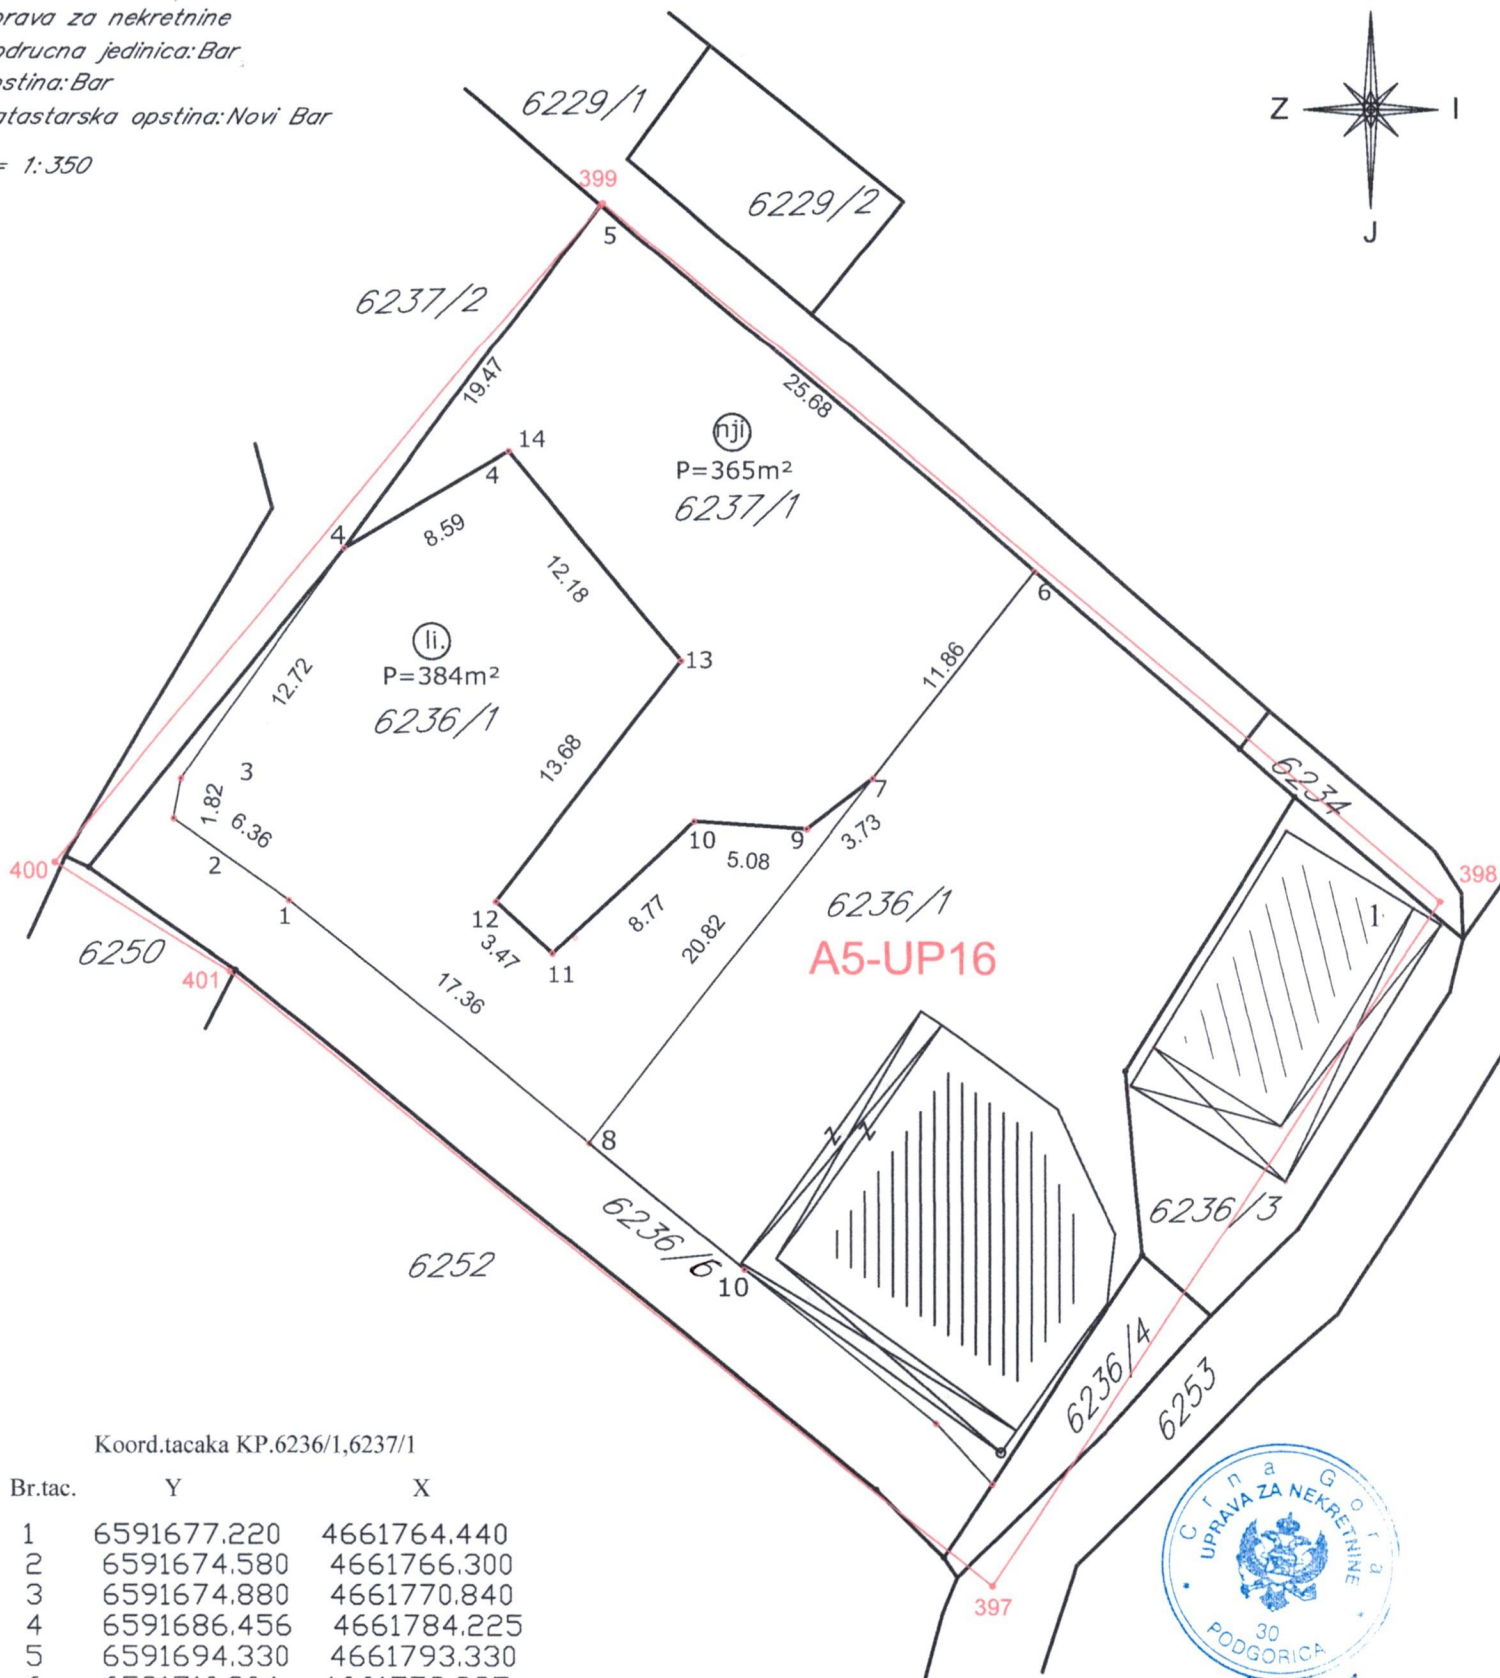 prava za nekretnine
odrucna jedinica:Bar
ostina:Bar
atastarska opstina:Novi Bar
= 1:350
Z I
J
6229/1
399
6229/2
5
6237/2
19.47
25.68
14
nji
P=365m²
6237/1
4
4
8.59
12.18
6
li.
P=384m²
6236/1
13
11.86
12.72
3
1.82
13.68
7
6234
6.36
2
10
9
3.73
5.08
400
398
1
12
8.77
6236/1
1
6250
3.47
20.82
A5-UP16
401
11
17.36
z z
8
6236/3
6236/6
6252
10
6236/4
6253
397
Koord.tacaka KP.6236/1,6237/1
Br.tac. Y X
1 6591677.220 4661764.440
2 6591674.580 4661766.300
3 6591674.880 4661770.840
4 6591686.456 4661784.225
5 6591694.330 4661793.330
Crna Gora
UPRAVA ZA NEKRETNINE
30
PODGORICA